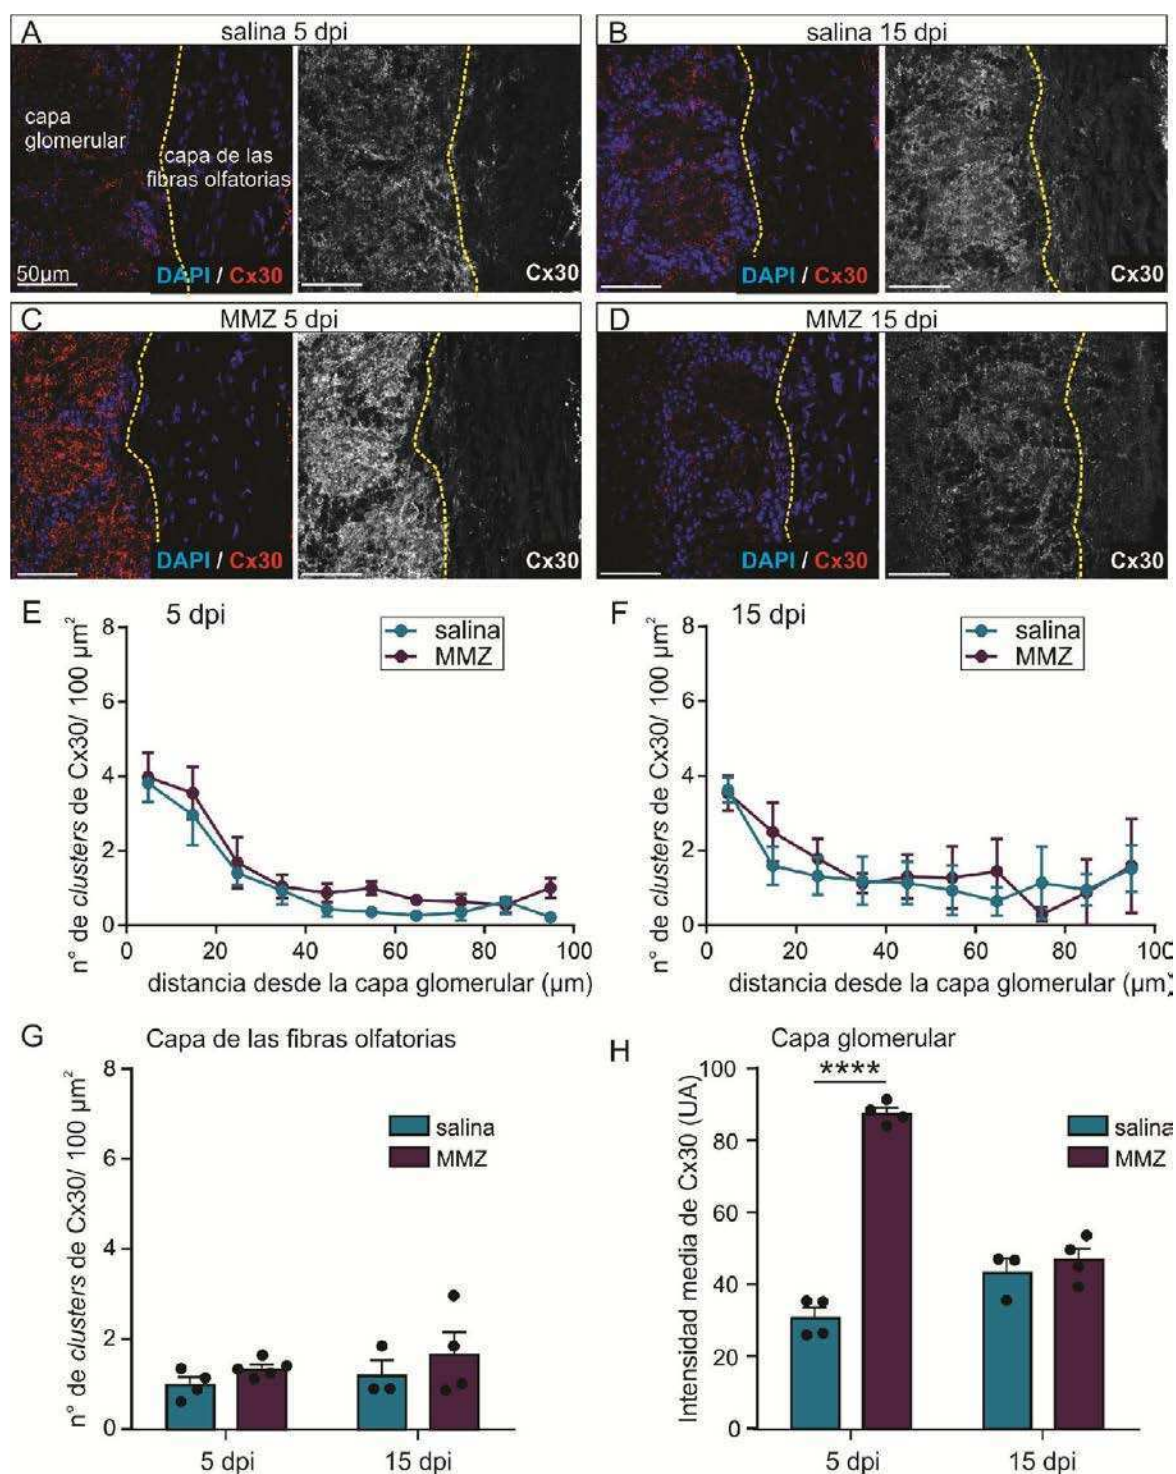 A
salina 5 dpi
capa
glomerular
capa de las
fibras olfatorias
50µm
DAPI / Cx30
Cx30
B
salina 15 dpi
DAPI / Cx30
Cx30
C
MMZ 5 dpi
DAPI / Cx30
Cx30
D
MMZ 15 dpi
DAPI / Cx30
Cx30
E
5 dpi
salina
MMZ
n° de clusters de Cx30/ 100 µm²
8
6
4
2
0
0 20 40 60 80 100
distancia desde la capa glomerular (µm)
F
15 dpi
salina
MMZ
n° de clusters de Cx30/ 100 µm²
8
6
4
2
0
0 20 40 60 80 100
distancia desde la capa glomerular (µm)
G
Capa de las fibras olfatorias
n° de clusters de Cx30/ 100 µm²
8
6
4
2
0
salina
MMZ
5 dpi 15 dpi
H
Capa glomerular
Intensidad media de Cx30 (UA)
100
80
60
40
20
0
****
salina
MMZ
5 dpi 15 dpi